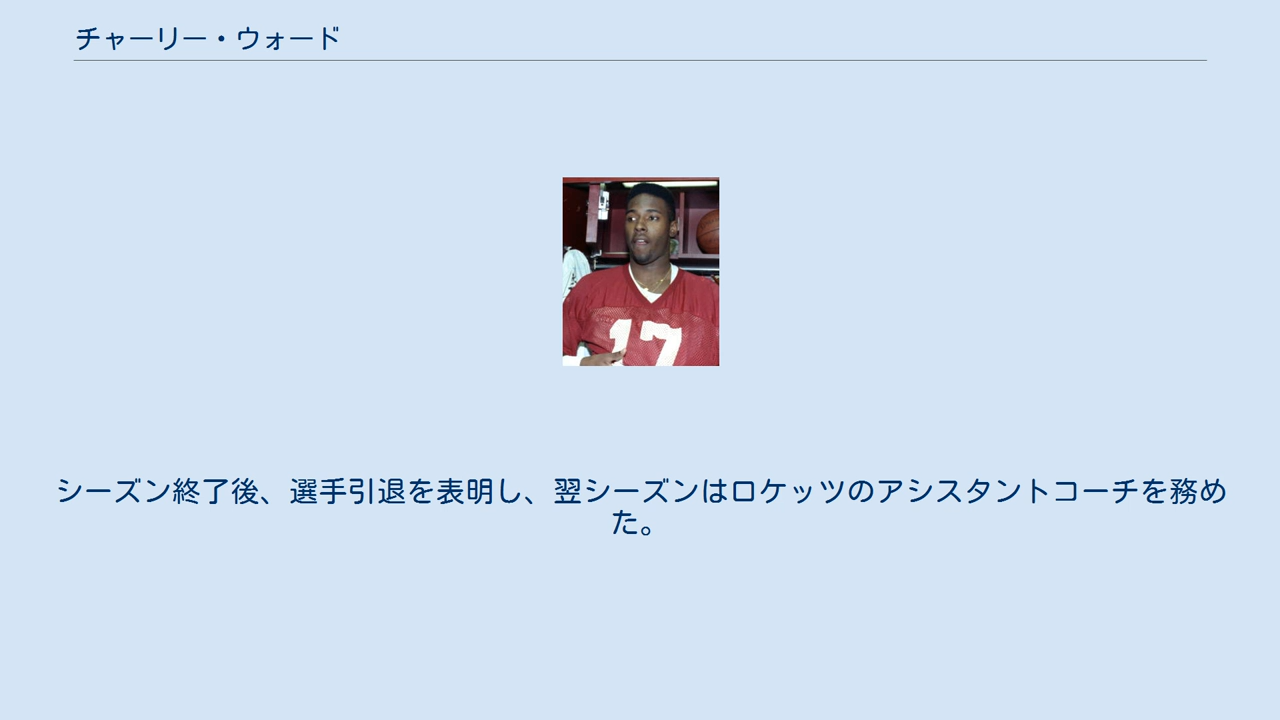 チャーリー・ウォード
17
シーズン終了後、選手引退を表明し、翌シーズンはロケッツのアシスタントコーチを務め
た。